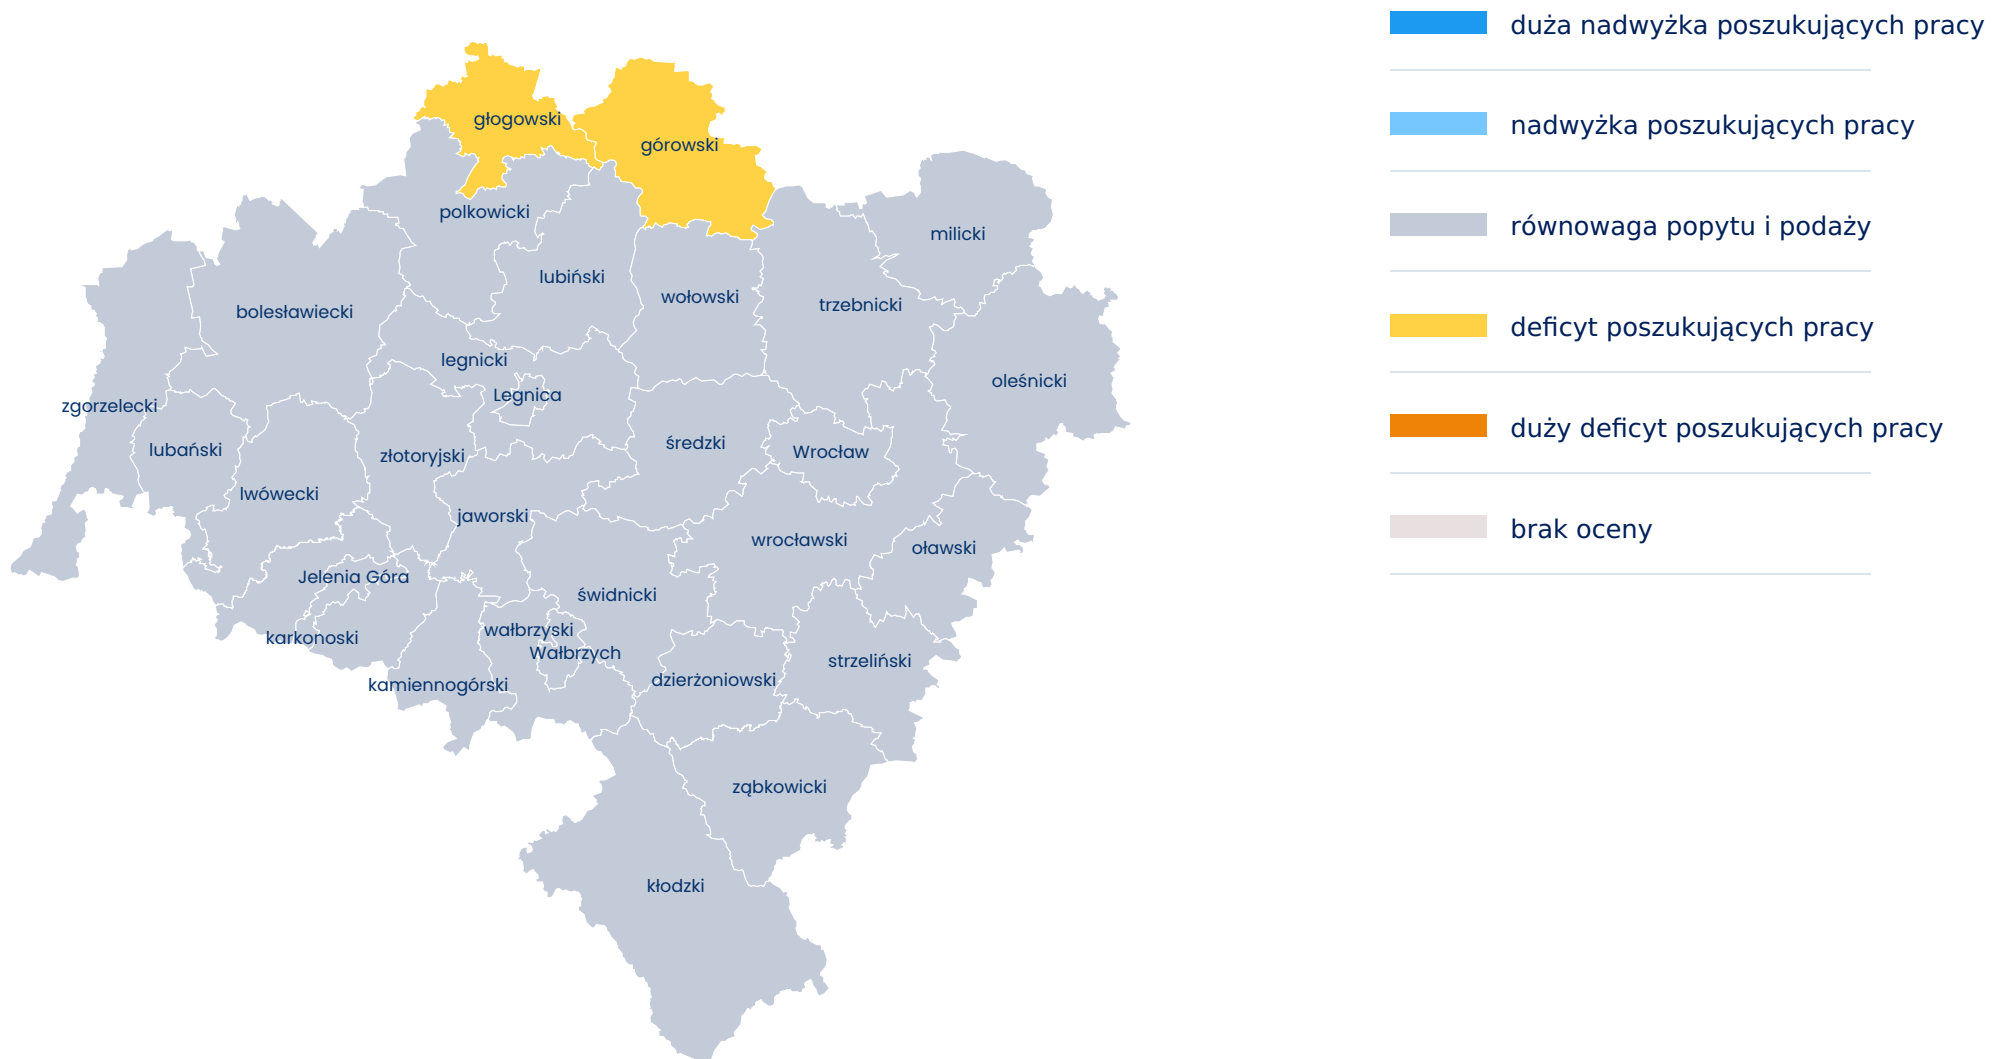 głogowski
górowski
polkowicki
milicki
lubiński
wołowski
trzebnicki
bolesławiecki
legnicki
oleśnicki
Legnica
zgorzelecki
średzki
lubański
Wrocław
złotoryjski
lwówecki
jaworski
wrocławski
oławski
Jelenia Góra
świdnicki
wałbrzyski
karkonoski
Wałbrzych
strzeliński
dzierżoniowski
kamiennogórski
ząbkowicki
kłodzki
duża nadwyżka poszukujących pracy
nadwyżka poszukujących pracy
równowaga popytu i podaży
deficyt poszukujących pracy
duży deficyt poszukujących pracy
brak oceny